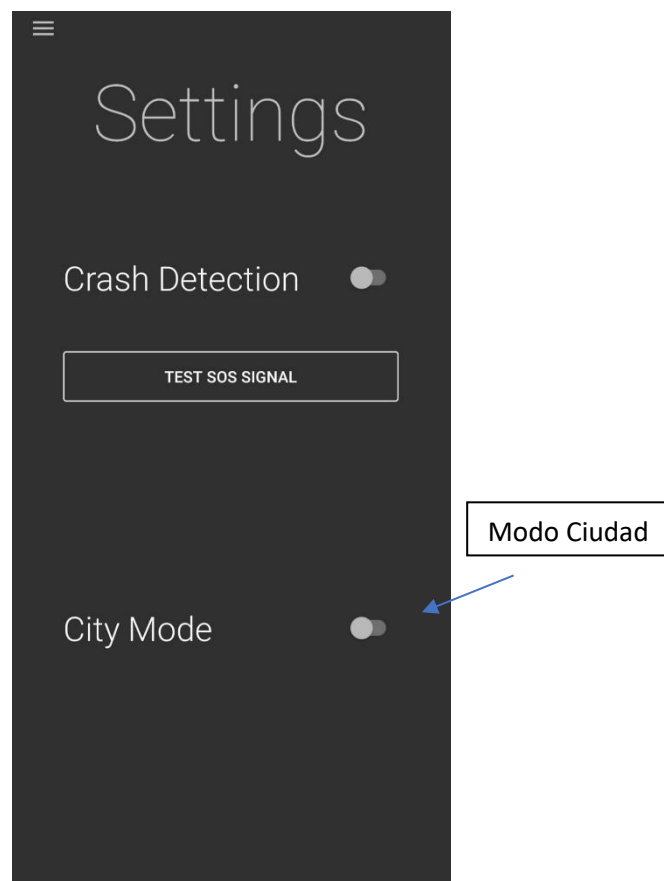 Settings
Crash Detection
TEST SOS SIGNAL
Modo Ciudad
City Mode